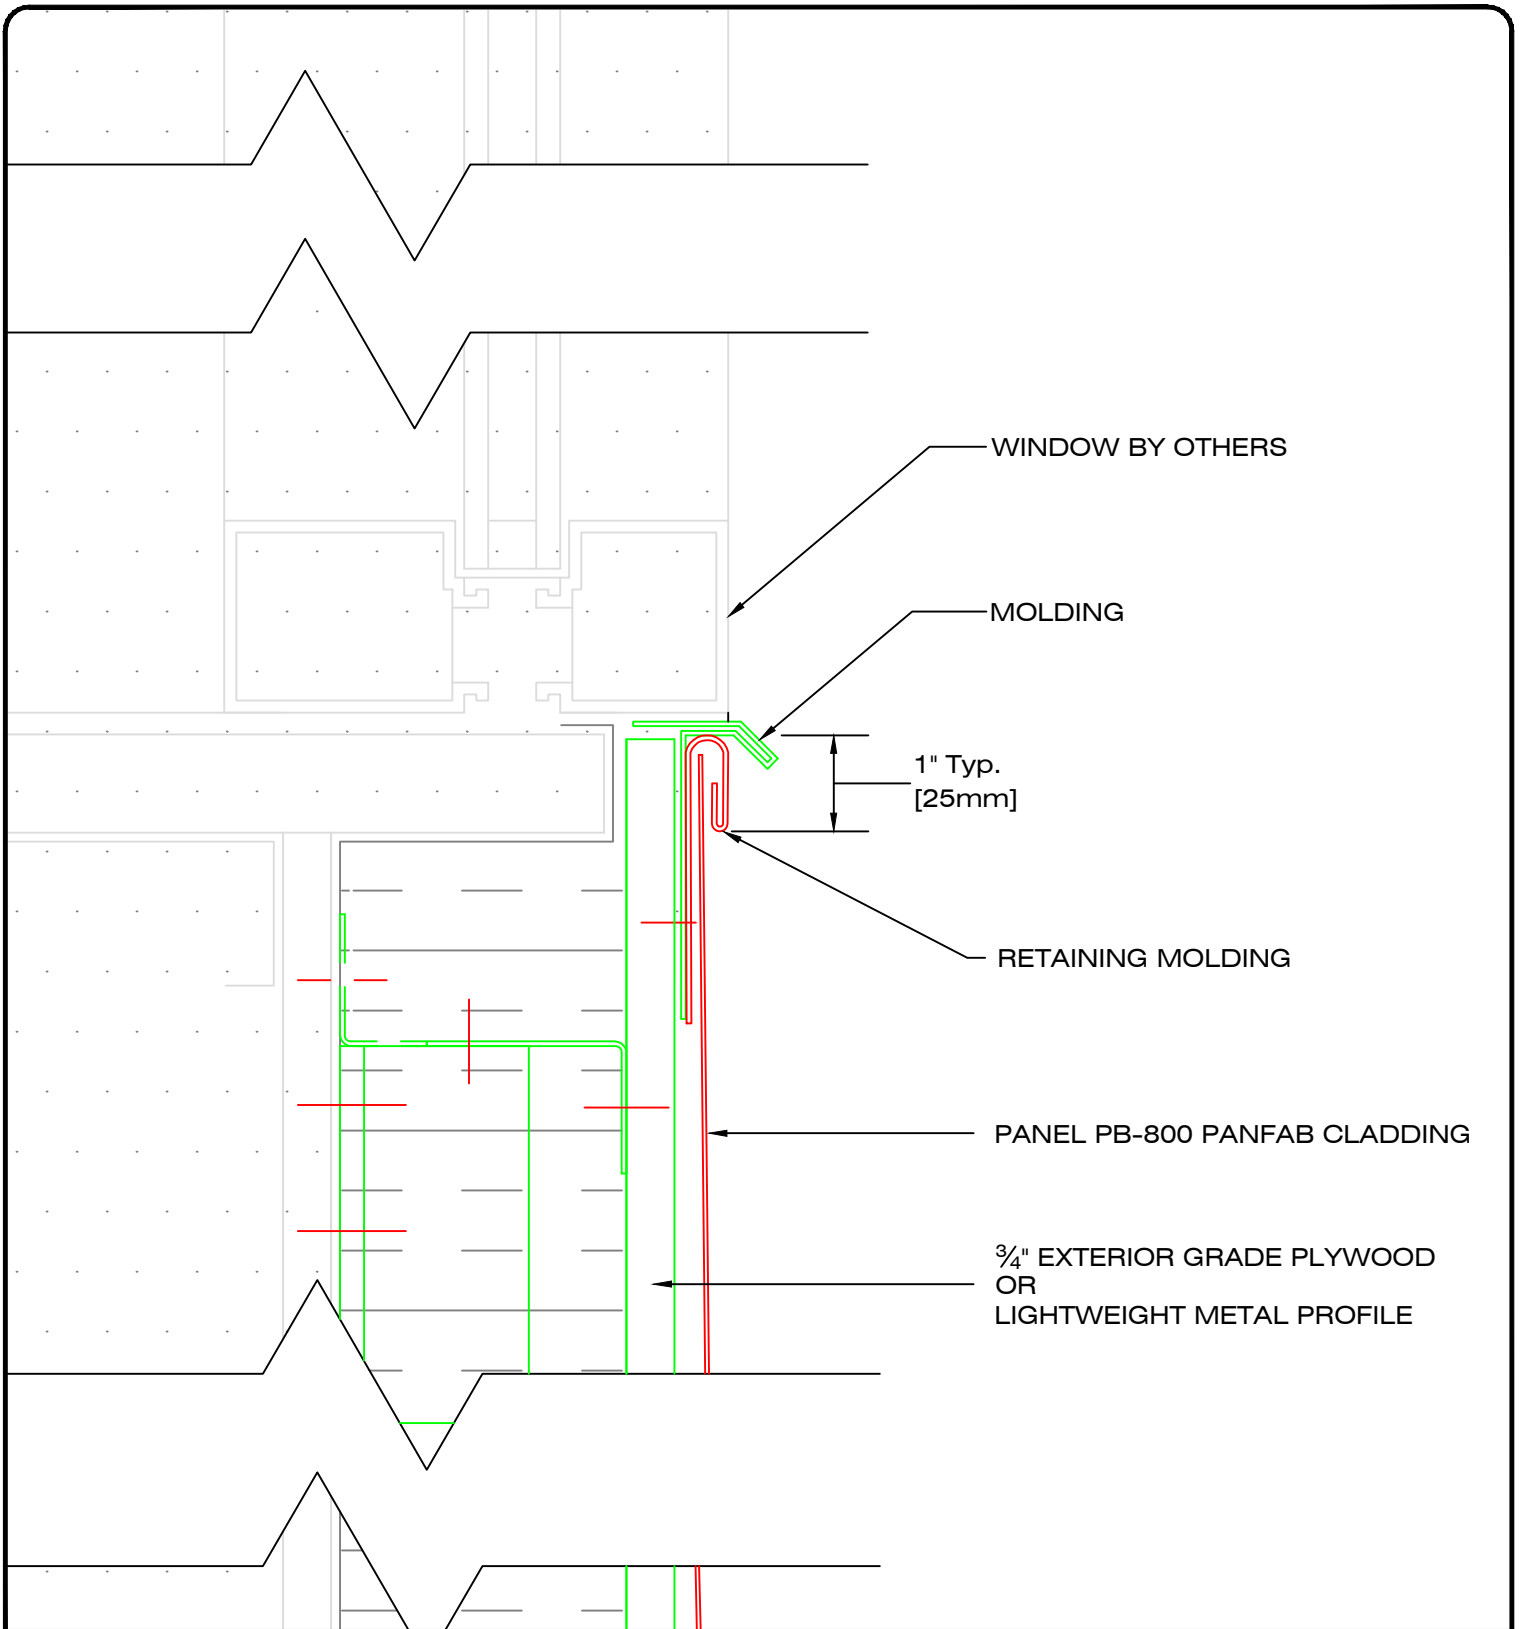 WINDOW BY OTHERS
MOLDING
1" Typ.
[25mm]
RETAINING MOLDING
PANEL PB-800 PANFAB CLADDING
¾" EXTERIOR GRADE PLYWOOD
OR
LIGHTWEIGHT METAL PROFILE